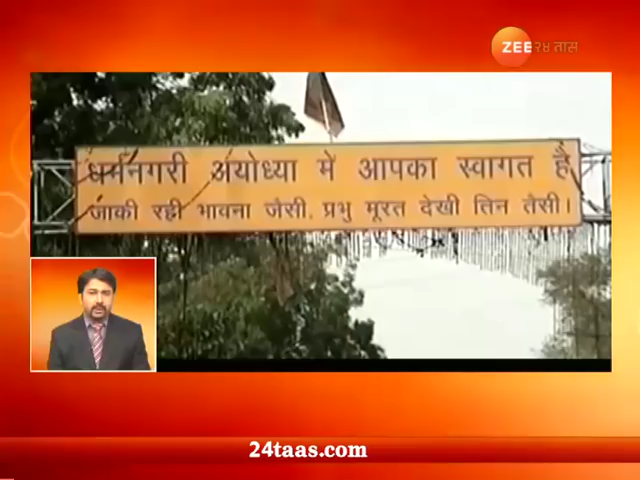 ZEE २४ तास
धर्मनगरी अयोध्या में आपका स्वागत है
जाकी रही भावना जैसी, प्रभु मूरत देखी तिन तैसी।
24taas.com